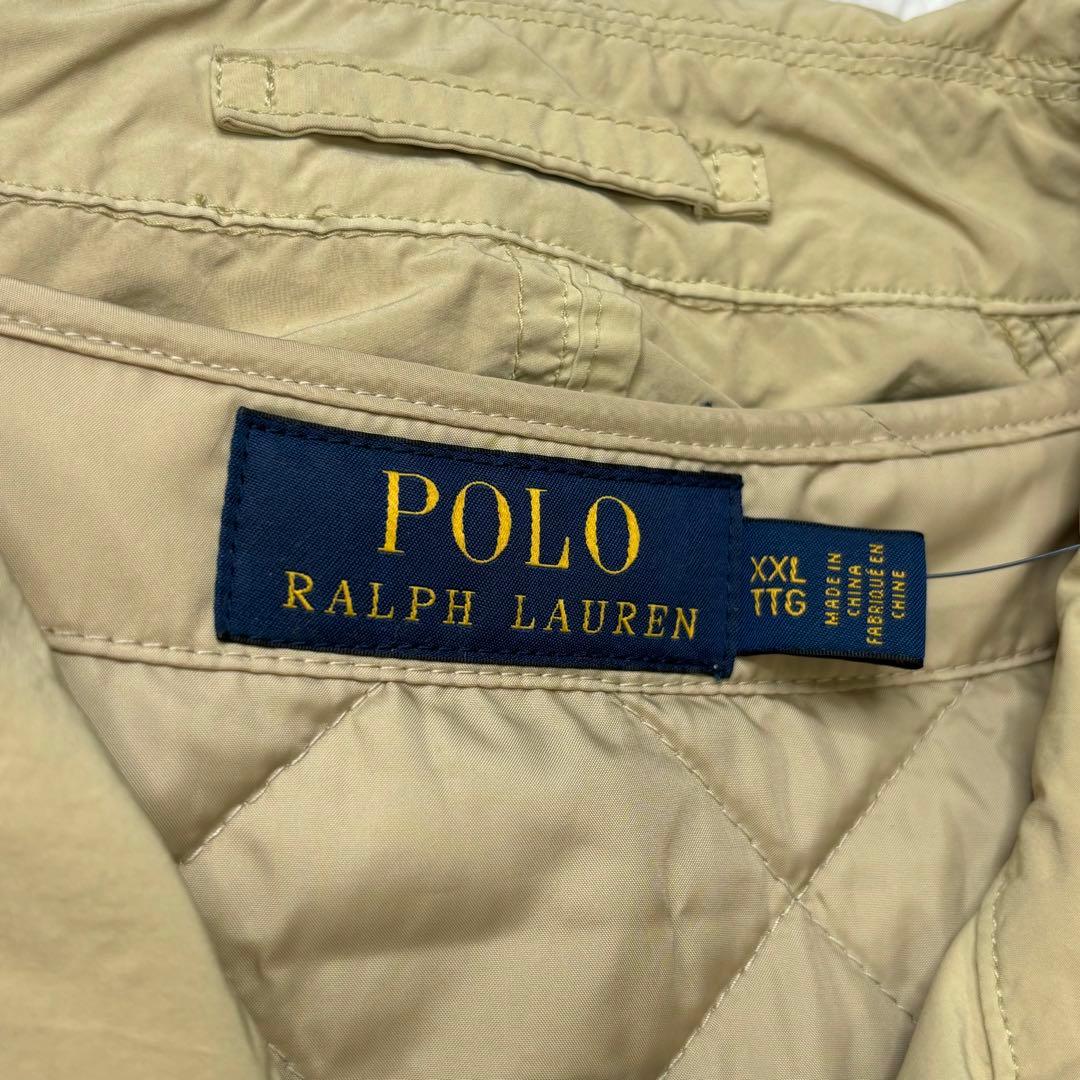 POLO
RALPH LAUREN
XXL
TTG
MADE IN
CHINA
FABRIQUÉ EN
CHINE